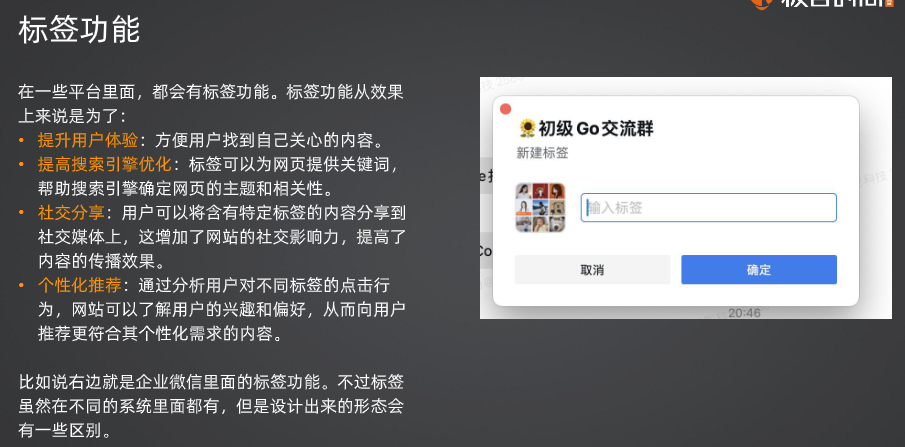 标签功能
在一些平台里面，都会有标签功能。标签功能从效果
上来说是为了：
• 提升用户体验：方便用户找到自己关心的内容。
• 提高搜索引擎优化：标签可以为网页提供关键词，
帮助搜索引擎确定网页的主题和相关性。
• 社交分享：用户可以将含有特定标签的内容分享到
社交媒体上，这增加了网站的社交影响力，提高了
内容的传播效果。
• 个性化推荐：通过分析用户对不同标签的点击行
为，网站可以了解用户的兴趣和偏好，从而向用户
推荐更符合其个性化需求的内容。
比如说右边就是企业微信里面的标签功能。不过标签
虽然在不同的系统里面都有，但是设计出来的形态会
有一些区别。
🌻初级 Go 交流群
新建标签
输入标签
取消
确定
20:46